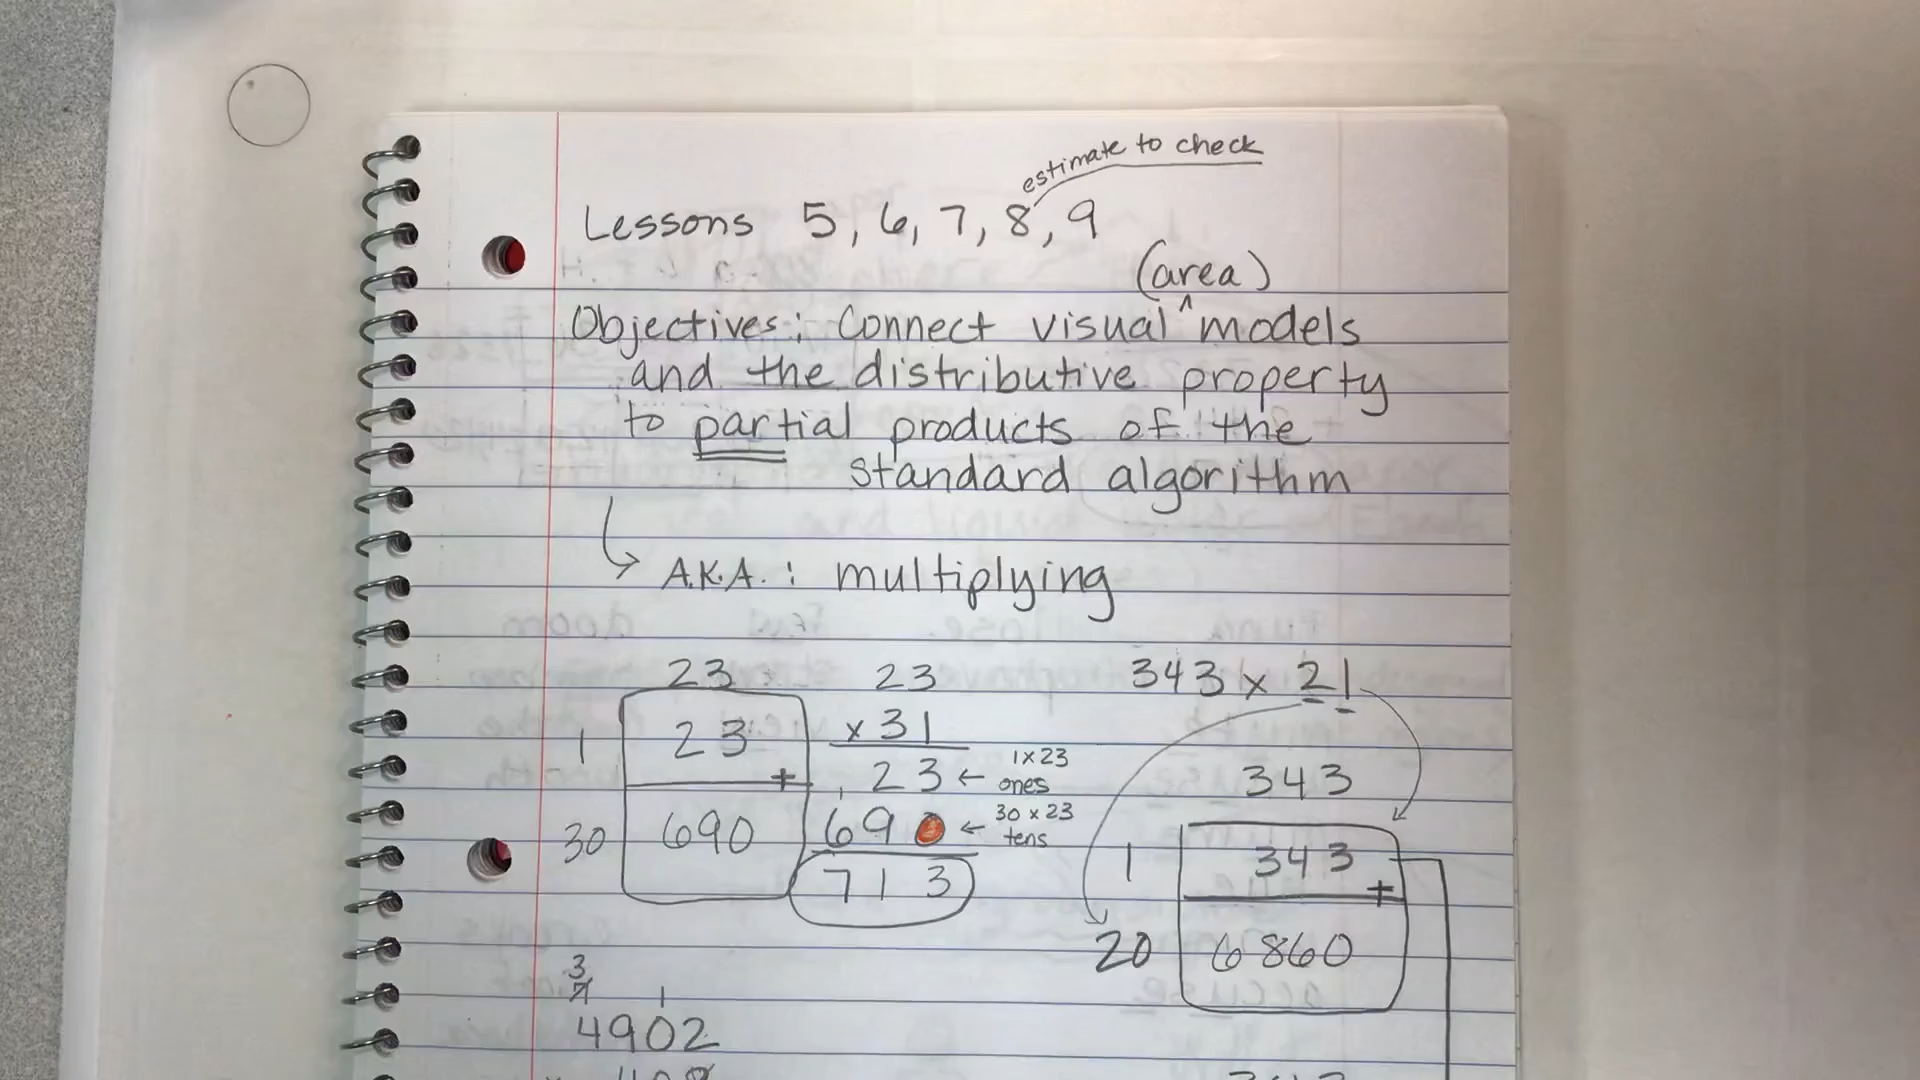 estimate to check
Lessons 5, 6, 7, 8, 9
(area)
Objectives: Connect visual ^ models
and the distributive property
to partial products of the
standard algorithm
A.K.A.: multiplying
23
1 23 +
30 690
23
x 31
23 ← 1x23 ones
690 ← 30 x 23 tens
713
343 x 21
343
1 343 +
20 6860
3
1
4902